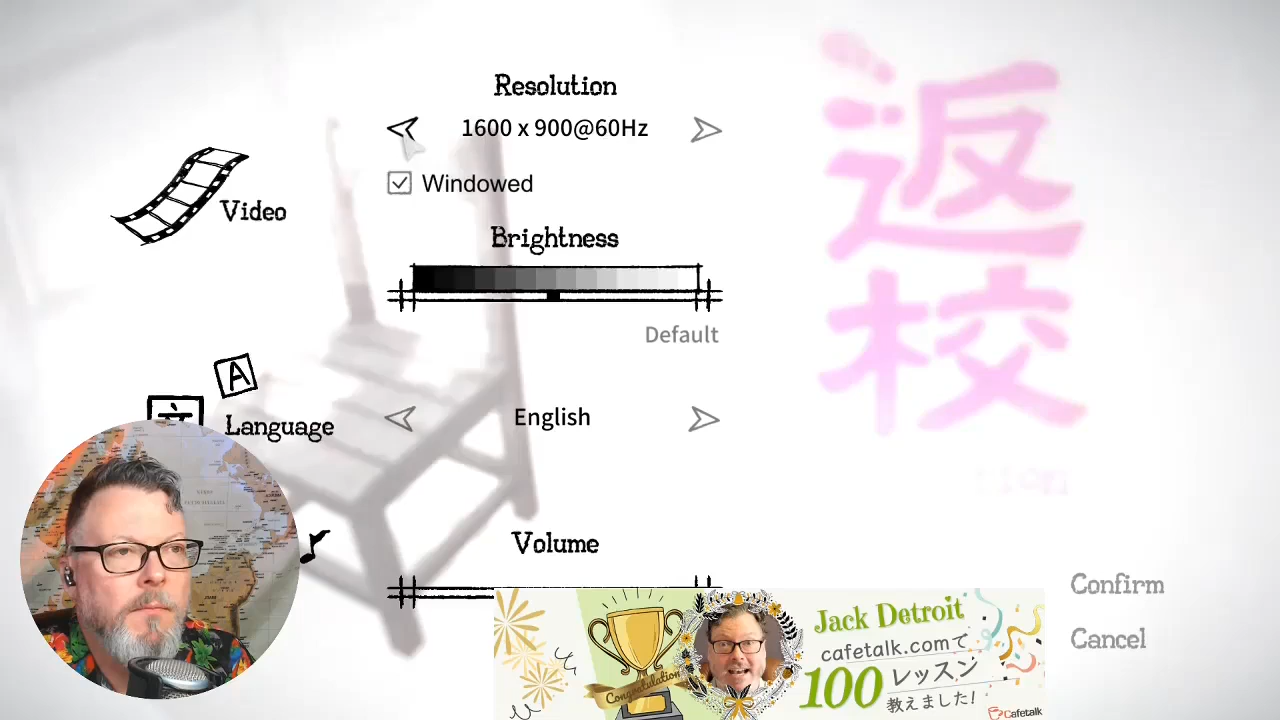 Resolution
1600 x 900@60Hz
Windowed
Video
Brightness
Default
返校
A
Language
English
Volume
Confirm
Cancel
Congratulation
Jack Detroit
cafetalk.comで
100レッスン
教えました!
Cafetalk